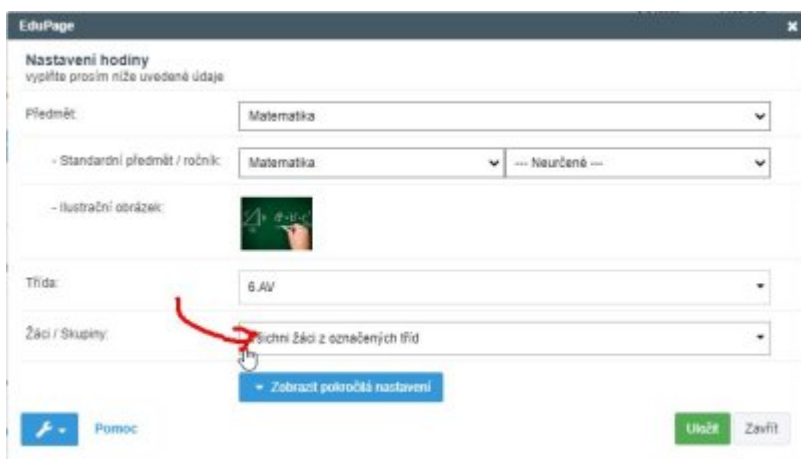 EduPage
Nastavení hodiny
vyplňte prosím níže uvedené údaje
Předmět: Matematika
- Standardní předmět / ročník: Matematika --- Neurčené ---
- Ilustrační obrázek:
Třída: 6.AV
Žáci / Skupiny: žáci z označených tříd
Zobrazit pokročilá nastavení
Pomoc Uložit Zavřít